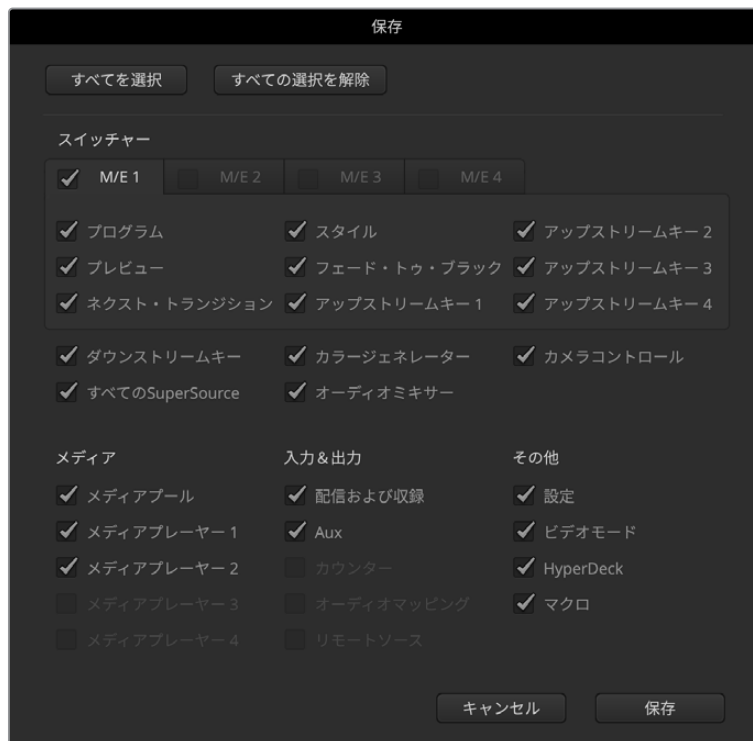 保存
すべてを選択 すべての選択を解除
スイッチャー
M/E 1 M/E 2 M/E 3 M/E 4
プログラム スタイル アップストリームキー 2
プレビュー フェード・トゥ・ブラック アップストリームキー 3
ネクスト・トランジション アップストリームキー 1 アップストリームキー 4
ダウンストリームキー カラージェネレーター カメラコントロール
すべてのSuperSource オーディオミキサー
メディア 入力＆出力 その他
メディアプール 配信および収録 設定
メディアプレーヤー 1 Aux ビデオモード
メディアプレーヤー 2 カウンター HyperDeck
メディアプレーヤー 3 オーディオマッピング マクロ
メディアプレーヤー 4 リモートソース
キャンセル 保存